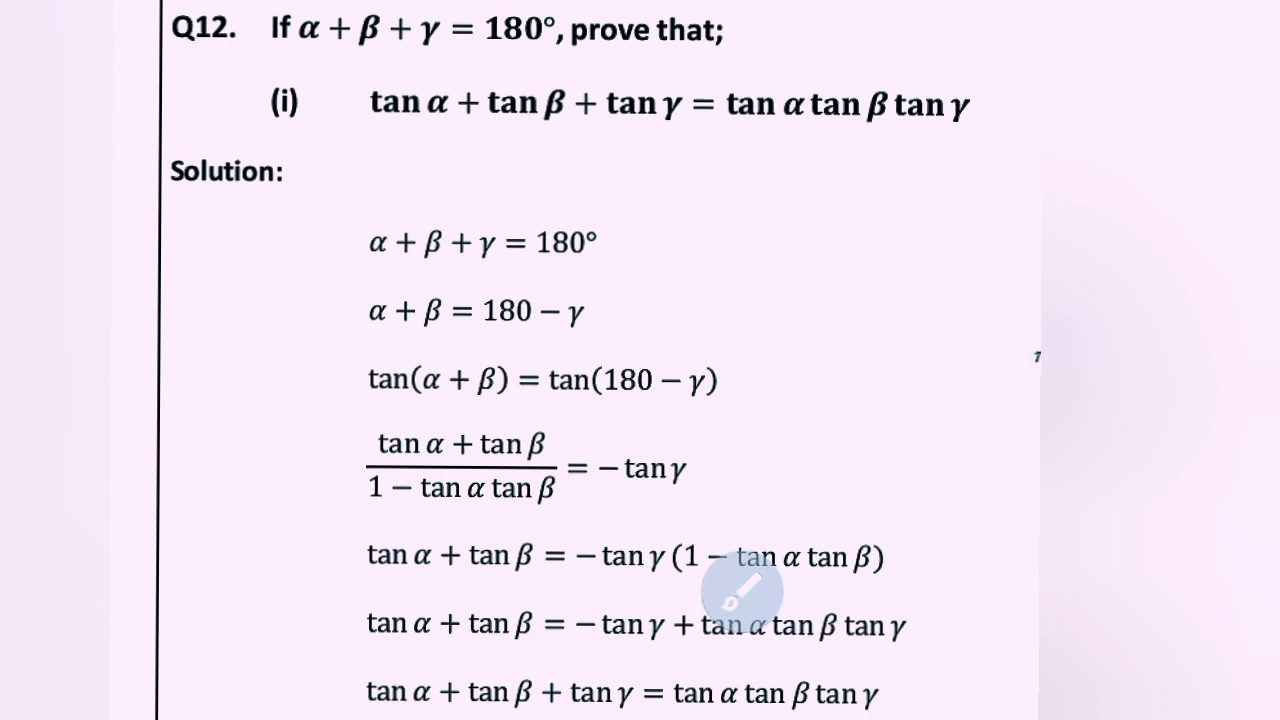 Q12. If α + β + γ = 180°, prove that;
(i) tan α + tan β + tan γ = tan α tan β tan γ
Solution:
α + β + γ = 180°
α + β = 180 − γ
tan(α + β) = tan(180 − γ)
tan α + tan β
1 − tan α tan β
= − tan γ
tan α + tan β = − tan γ (1 − tan α tan β)
tan α + tan β = − tan γ + tan α tan β tan γ
tan α + tan β + tan γ = tan α tan β tan γ